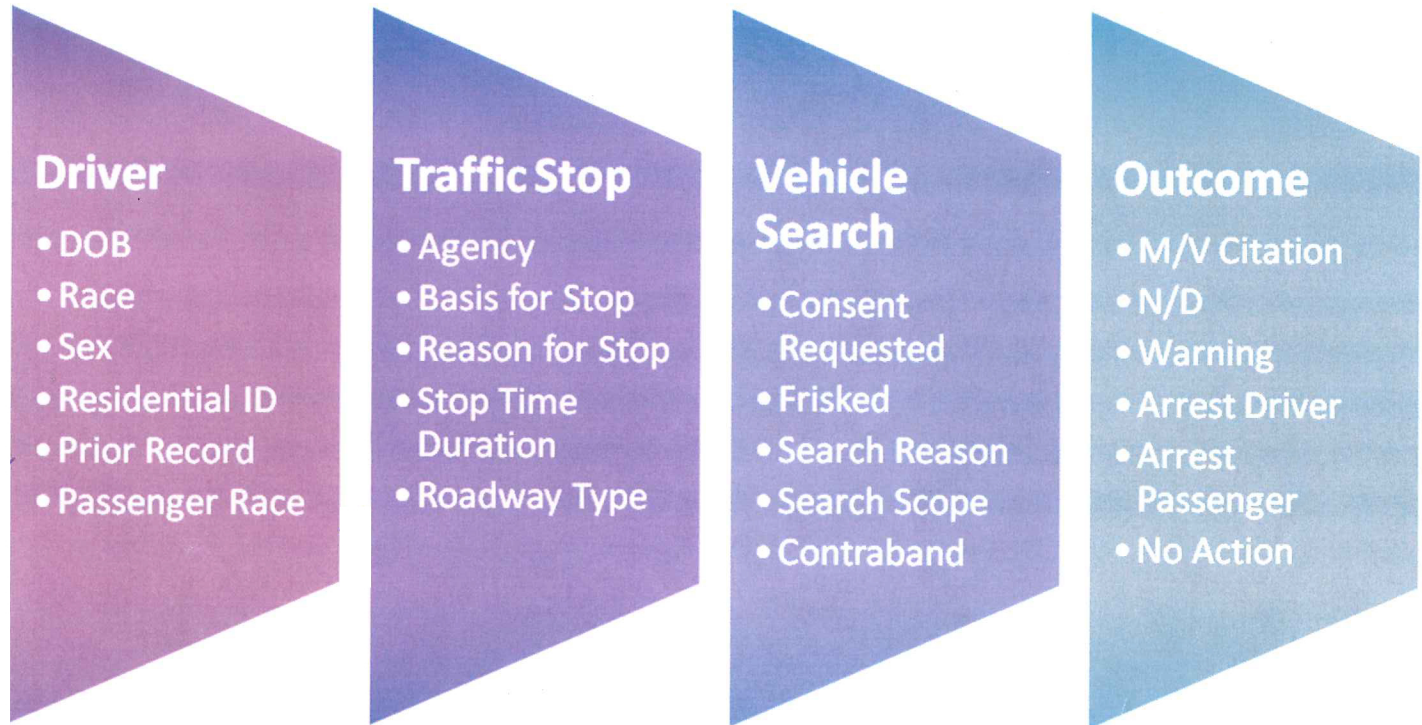 Driver
• DOB
• Race
• Sex
• Residential ID
• Prior Record
• Passenger Race
Traffic Stop
• Agency
• Basis for Stop
• Reason for Stop
• Stop Time
Duration
• Roadway Type
Vehicle
Search
• Consent
Requested
• Frisked
• Search Reason
• Search Scope
• Contraband
Outcome
• M/V Citation
• N/D
• Warning
• Arrest Driver
• Arrest
Passenger
• No Action